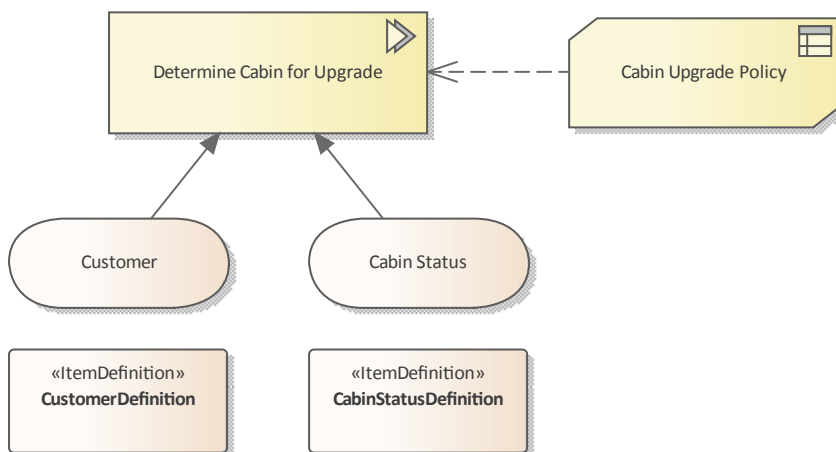 Determine Cabin for Upgrade
Cabin Upgrade Policy
Customer
Cabin Status
«ItemDefinition»
CustomerDefinition
«ItemDefinition»
CabinStatusDefinition